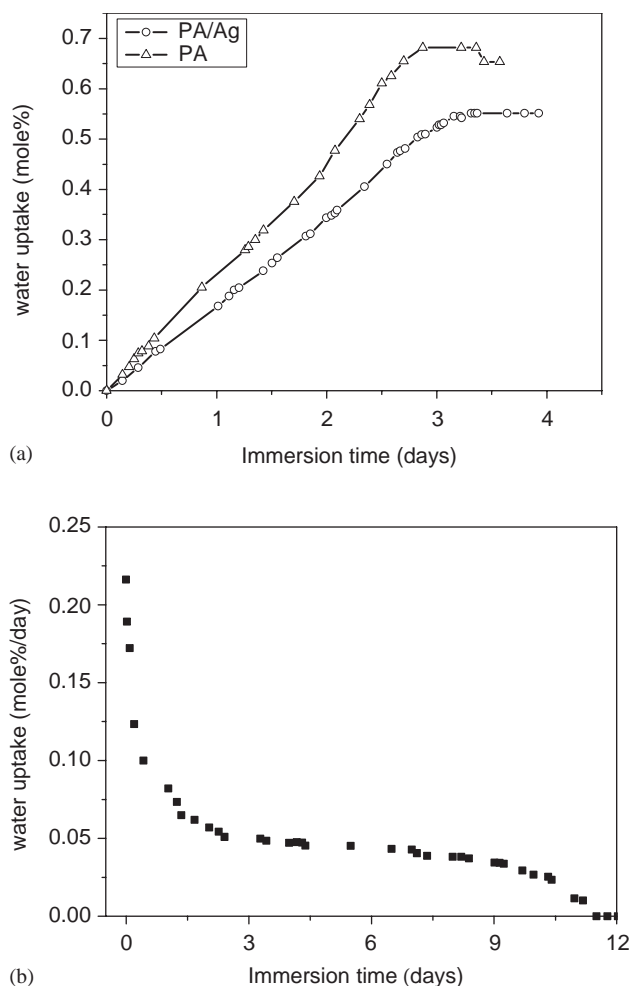 PA/Ag
PA
0.7
0.6
0.5
0.4
0.3
0.2
0.1
0.0
water uptake (mole%)
0 1 2 3 4
(a) Immersion time (days)
0.25
0.20
0.15
0.10
0.05
0.00
water uptake (mole%/day)
0 3 6 9 12
(b) Immersion time (days)